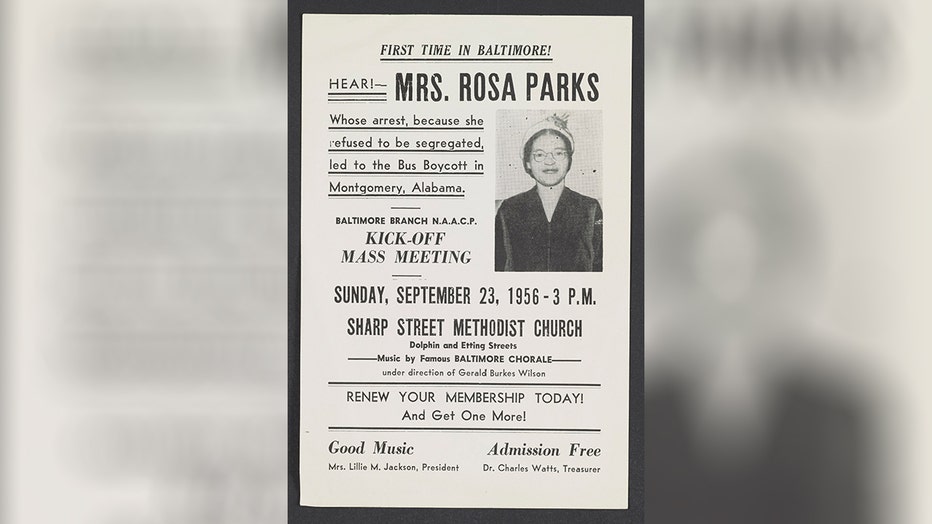 FIRST TIME IN BALTIMORE!
HEAR!— MRS. ROSA PARKS
Whose arrest, because she
refused to be segregated,
led to the Bus Boycott in
Montgomery, Alabama.
BALTIMORE BRANCH N.A.A.C.P.
KICK-OFF
MASS MEETING
SUNDAY, SEPTEMBER 23, 1956 - 3 P.M.
SHARP STREET METHODIST CHURCH
Dolphin and Etting Streets
Music by Famous BALTIMORE CHORALE
under direction of Gerald Burkes Wilson
RENEW YOUR MEMBERSHIP TODAY!
And Get One More!
Good Music Admission Free
Mrs. Lillie M. Jackson, President Dr. Charles Watts, Treasurer